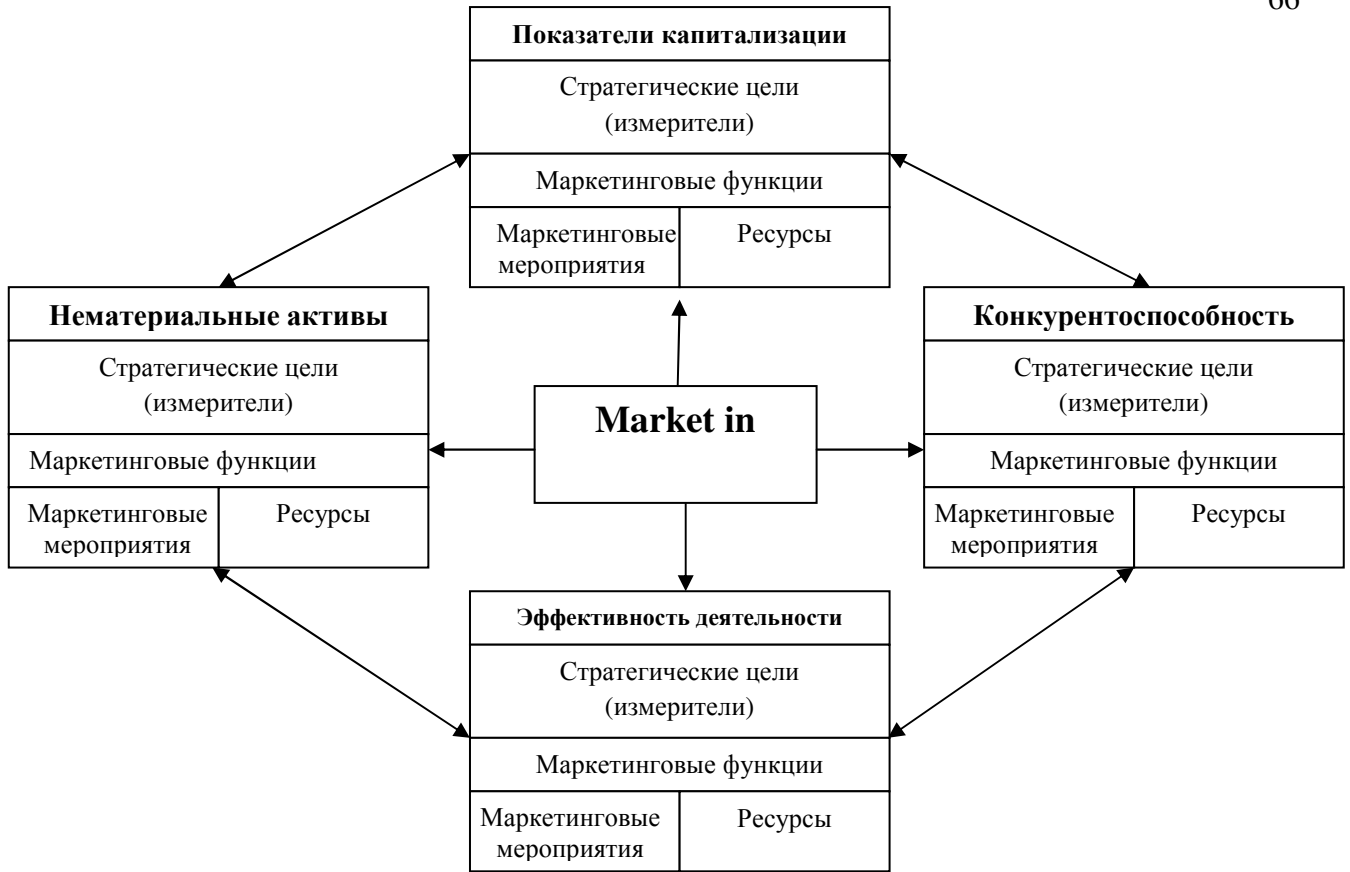 66
Показатели капитализации
Стратегические цели
(измерители)
Маркетинговые функции
Маркетинговые
мероприятия
Ресурсы
Нематериальные активы
Стратегические цели
(измерители)
Маркетинговые функции
Маркетинговые
мероприятия
Ресурсы
Market in
Конкурентоспособность
Стратегические цели
(измерители)
Маркетинговые функции
Маркетинговые
мероприятия
Ресурсы
Эффективность деятельности
Стратегические цели
(измерители)
Маркетинговые функции
Маркетинговые
мероприятия
Ресурсы